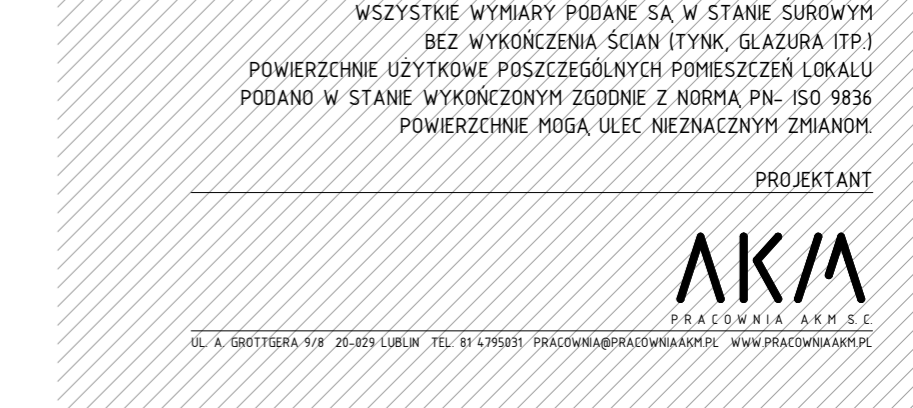 WSZYSTKIE WYMIARY PODANE SĄ W STANIE SUROWYM
BEZ WYKOŃCZENIA ŚCIAN (TYNK, GLAZURA ITP.)
POWIERZCHNIE UŻYTKOWE POSZCZEGÓLNYCH POMIESZCZEŃ LOKALU
PODANO W STANIE WYKOŃCZONYM ZGODNIE Z NORMĄ PN- ISO 9836
POWIERZCHNIE MOGĄ ULEC NIEZNACZNYM ZMIANOM.
PROJEKTANT
AKM
PRACOWNIA AKM S.C.
UL. A. GROTTGERA 9/8 20-029 LUBLIN TEL. 81 4795031 PRACOWNIA@PRACOWNIAAKM.PL WWW.PRACOWNIAAKM.PL